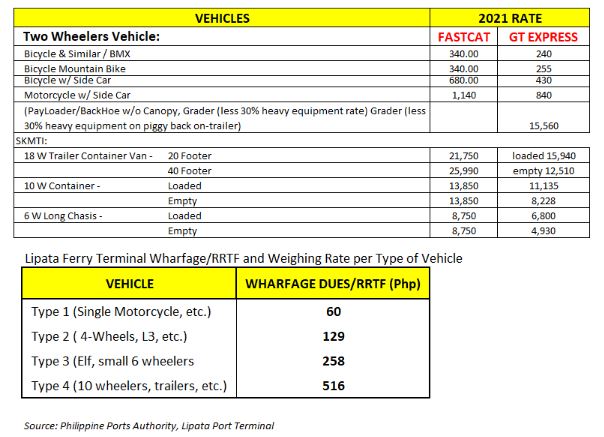 VEHICLES 2021 RATE
Two Wheelers Vehicle: FASTCAT GT EXPRESS
Bicycle & Similar / BMX 340.00 240
Bicycle Mountain Bike 340.00 255
Bicycle w/ Side Car 680.00 430
Motorcycle w/ Side Car 1,140 840
(PayLoader/BackHoe w/o Canopy, Grader (less 30% heavy equipment rate) Grader (less
30% heavy equipment on piggy back on-trailer) 15,560
SKMTI:
18 W Trailer Container Van - 20 Footer 21,750 loaded 15,940
40 Footer 25,990 empty 12,510
10 W Container - Loaded 13,850 11,135
Empty 13,850 8,228
6 W Long Chasis - Loaded 8,750 6,800
Empty 8,750 4,930
Lipata Ferry Terminal Wharfage/RRTF and Weighing Rate per Type of Vehicle
VEHICLE WHARFAGE DUES/RRTF (Php)
Type 1 (Single Motorcycle, etc.) 60
Type 2 ( 4-Wheels, L3, etc.) 129
Type 3 (Elf, small 6 wheelers 258
Type 4 (10 wheelers, trailers, etc.) 516
Source: Philippine Ports Authority, Lipata Port Terminal